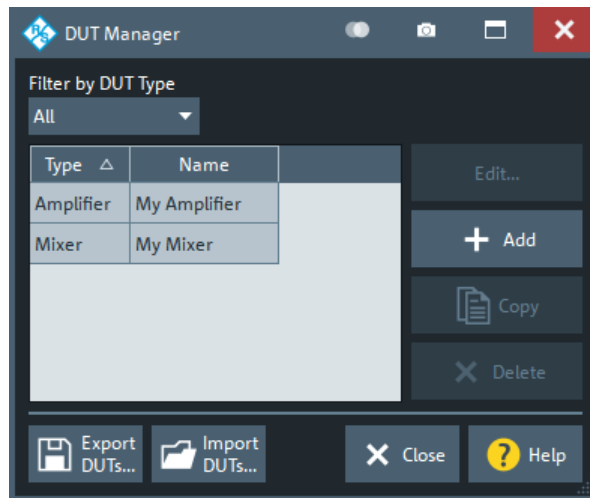 R&S DUT Manager
Filter by DUT Type
All
Type Name
Amplifier My Amplifier
Mixer My Mixer
Edit...
Add
Copy
Delete
Export
DUTs...
Import
DUTs...
Close
? Help